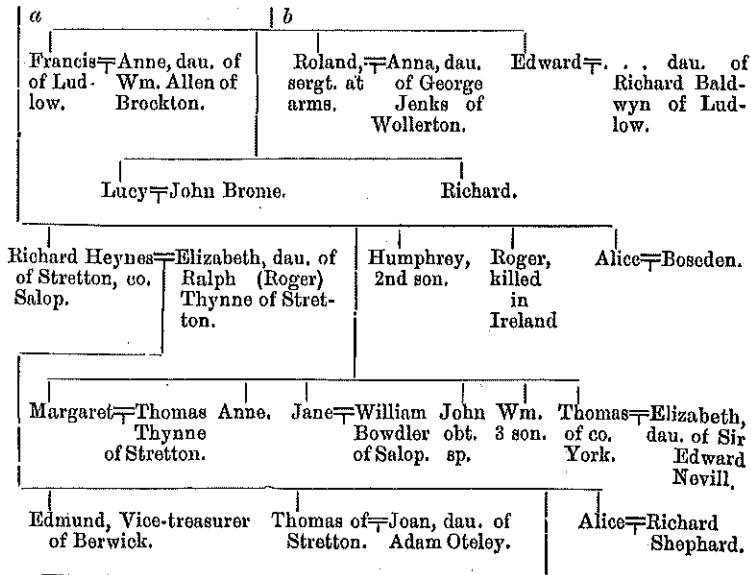 a b
Francis=Anne, dau. of Roland,=Anna, dau. Edward=. . . dau. of
of Lud- Wm. Allen of sergt. at of George Richard Bald-
low. Brockton. arms. Jenks of wyn of Lud-
Wollerton. low.
Lucy=John Brome. Richard.
Richard Heynes=Elizabeth, dau. of Humphrey, Roger, Alice=Boseden.
of Stretton, co. Ralph (Roger) 2nd son. killed
Salop. Thynne of Stret- in
ton. Ireland
Margaret=Thomas Anne. Jane=William John Wm. Thomas=Elizabeth,
Thynne Bowdler obt. 3 son. of co. dau. of Sir
of Stretton. of Salop. sp. York. Edward
Nevill.
Edmund, Vice-treasurer Thomas of=Joan, dau. of Alice=Richard
of Berwick. Stretton. Adam Oteley. Shephard.